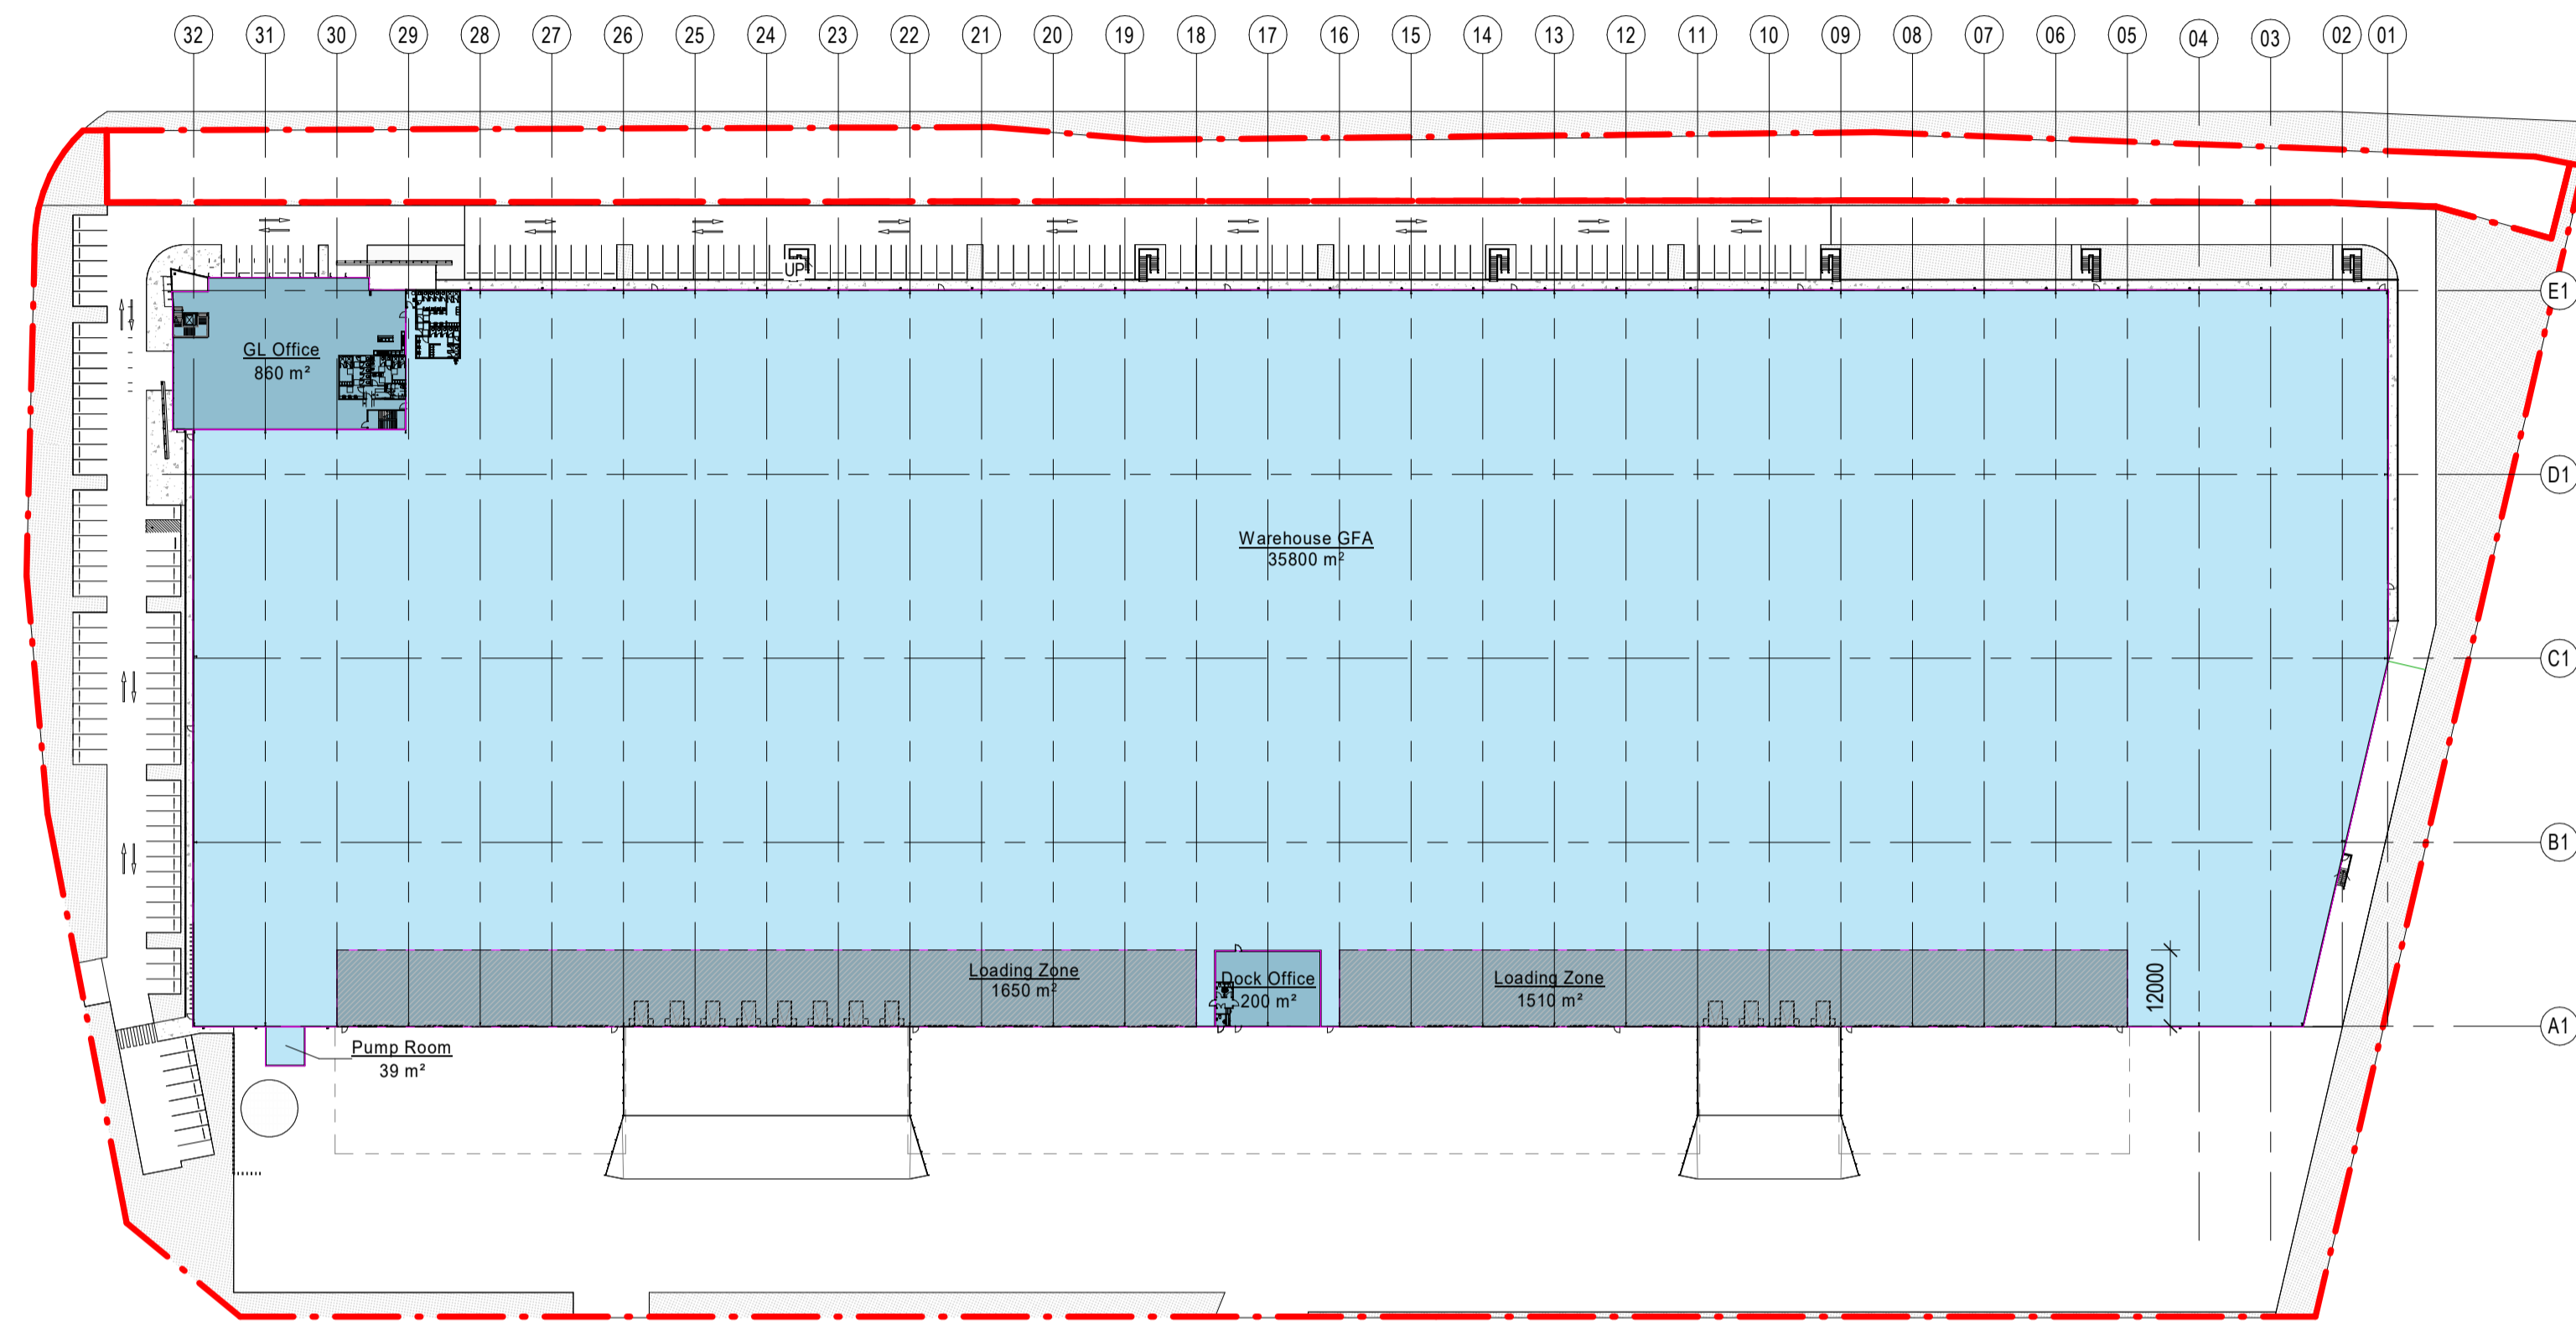 32 31 30 29 28 27 26 25 24 23 22 21 20 19 18 17 16 15 14 13 12 11 10 09 08 07 06 05 04 03 02 01
UP
E1
GL Office
860 m²
D1
Warehouse GFA
35800 m²
C1
B1
Loading Zone
1650 m²
Dock Office
200 m²
Loading Zone
1510 m²
12000
A1
Pump Room
39 m²